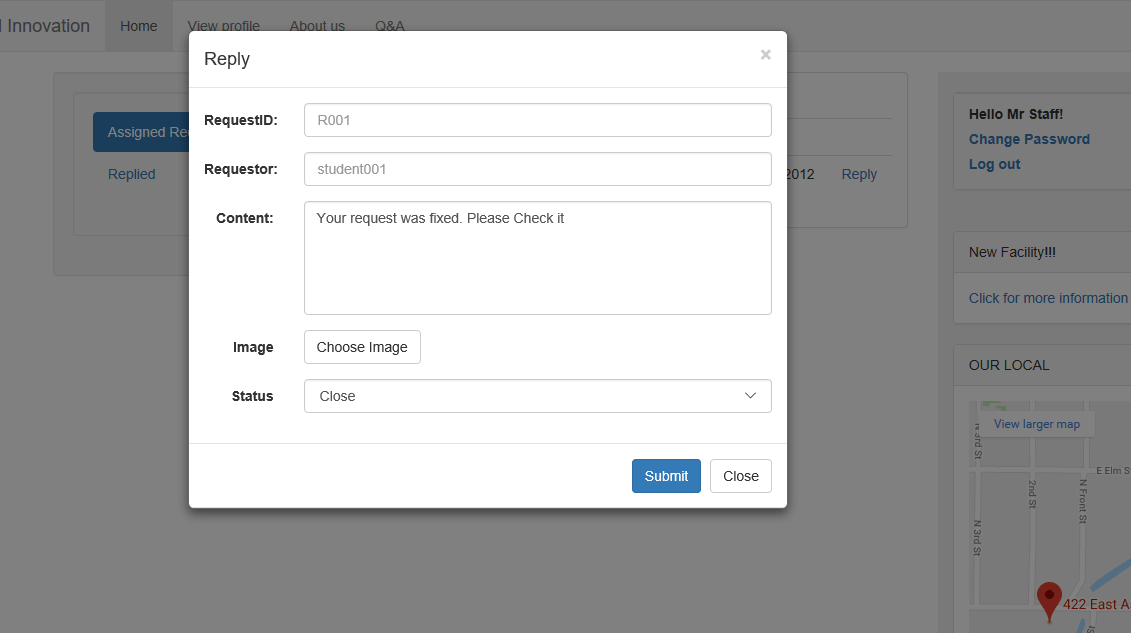 Innovation Home View profile About us Q&A
Reply ×
RequestID: R001
Requestor: student001
Content: Your request was fixed. Please Check it
Image Choose Image
Status Close
Submit Close
Assigned
Replied
2012 Reply
Hello Mr Staff!
Change Password
Log out
New Facility!!!
Click for more information
OUR LOCAL
View larger map
N 3rd St
E Elm S
2nd St
N Front St
N 3rd St
422 East A